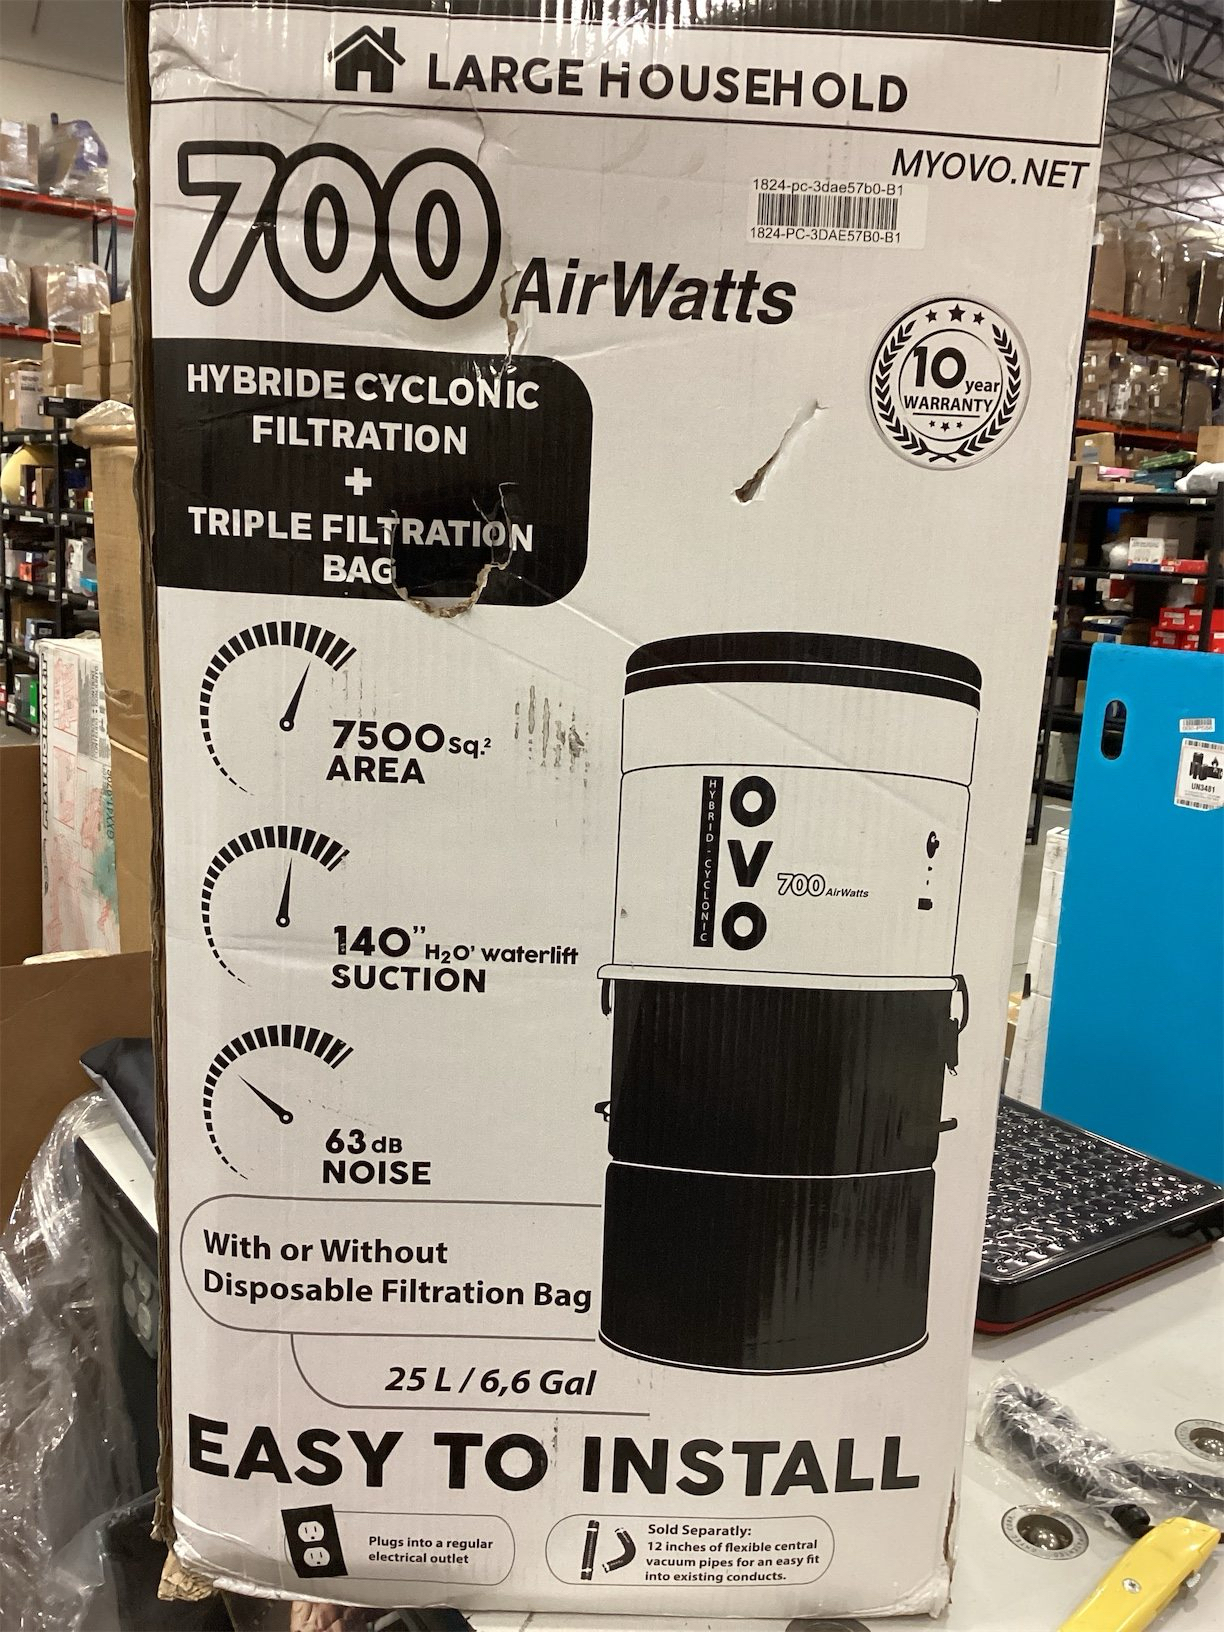 LARGE HOUSEHOLD
MYOVO.NET
1824-pc-3dae57b0-B1
1824-PC-3DAE57B0-B1
700 AirWatts
10 year
WARRANTY
HYBRIDE CYCLONIC
FILTRATION
+
TRIPLE FILTRATION
BAG
7500 sq.²
AREA
140" H₂O' waterlift
SUCTION
63 dB
NOISE
HYBRID-CYCLONIC
OVO
700 AirWatts
With or Without
Disposable Filtration Bag
25 L / 6,6 Gal
EASY TO INSTALL
Plugs into a regular
electrical outlet
Sold Separatly:
12 inches of flexible central
vacuum pipes for an easy fit
into existing conducts.
UN3481